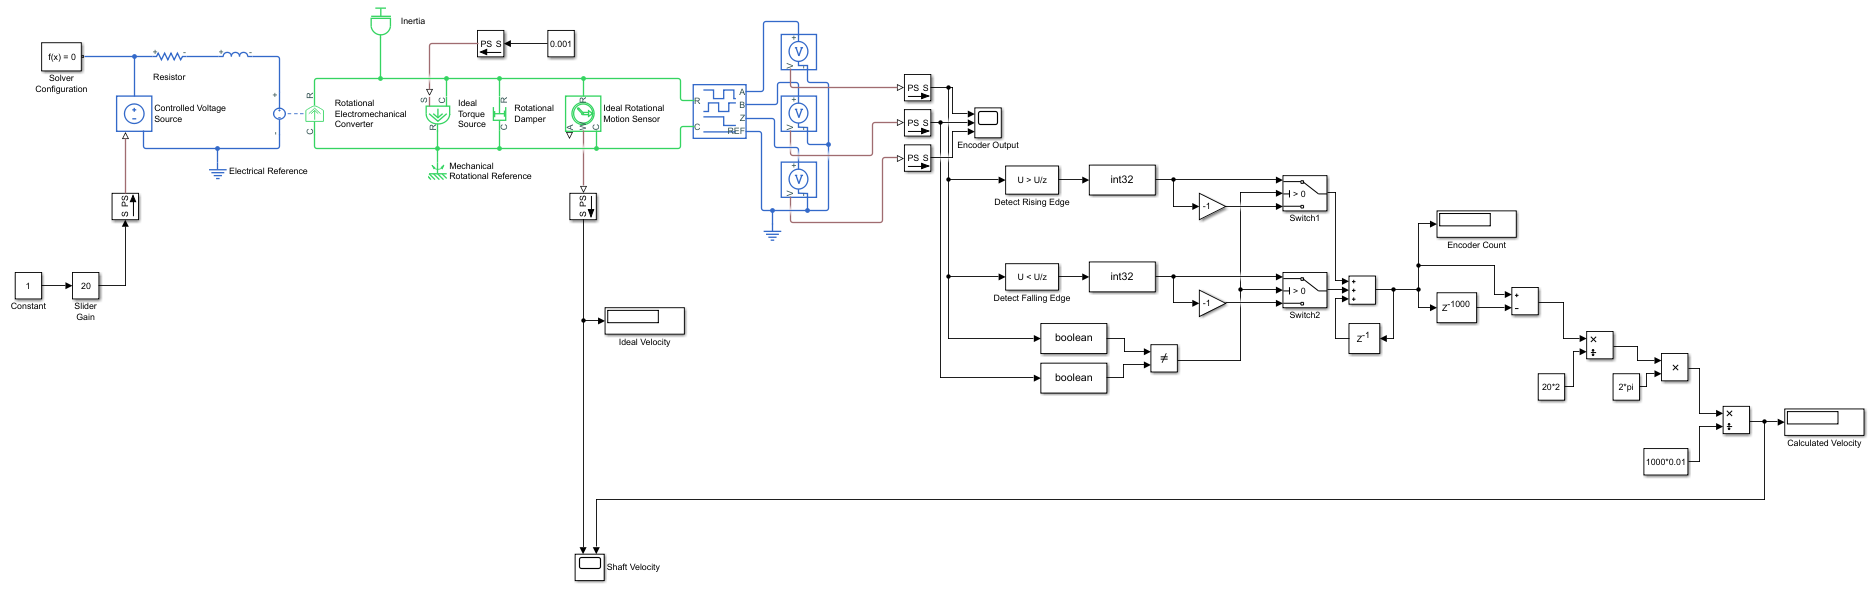 Inertia
f(x) = 0
Solver
Configuration
+
-
Resistor
+
-
PS S
0.001
Controlled Voltage
Source
+
-
Electrical Reference
R
C
Rotational
Electromechanical
Converter
S
C
R
Ideal
Torque
Source
R
C
Rotational
Damper
R
A
W
C
Ideal Rotational
Motion Sensor
Mechanical
Rotational Reference
R
C
A
B
Z
REF
V
+
-
V
V
+
-
V
V
+
-
V
PS S
PS S
PS S
Encoder Output
S PS
S PS
1
Constant
20
Slider
Gain
Ideal Velocity
U > U/z
Detect Rising Edge
int32
-1
> 0
Switch1
U < U/z
Detect Falling Edge
int32
-1
> 0
Switch2
boolean
boolean
≠
+
+
+
Z-1
Encoder Count
Z-1000
+
−
20*2
×
÷
2*pi
×
1000*0.01
×
÷
Calculated Velocity
Shaft Velocity